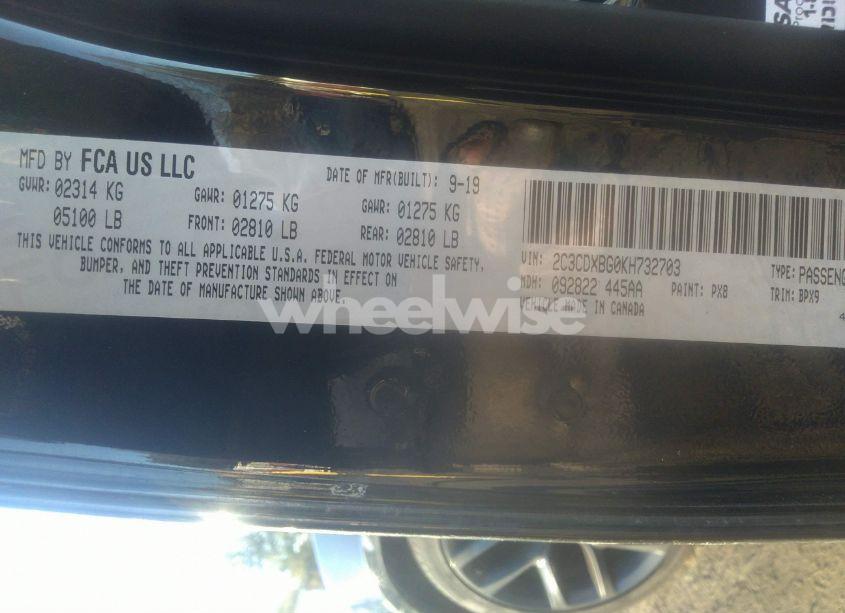 MFD BY FCA US LLC
DATE OF MFR(BUILT): 9-19
GVWR: 02314 KG
05100 LB
GAWR: 01275 KG
FRONT: 02810 LB
GAWR: 01275 KG
REAR: 02810 LB
THIS VEHICLE CONFORMS TO ALL APPLICABLE U.S.A. FEDERAL MOTOR VEHICLE SAFETY,
BUMPER, AND THEFT PREVENTION STANDARDS IN EFFECT ON
THE DATE OF MANUFACTURE SHOWN ABOVE.
VIN: 2C3CDXBG0KH732703
TYPE: PASSENG
MDH: 092822 445AA
PAINT: PX8
TRIM: BPX9
VEHICLE MADE IN CANADA
4
wheelwise